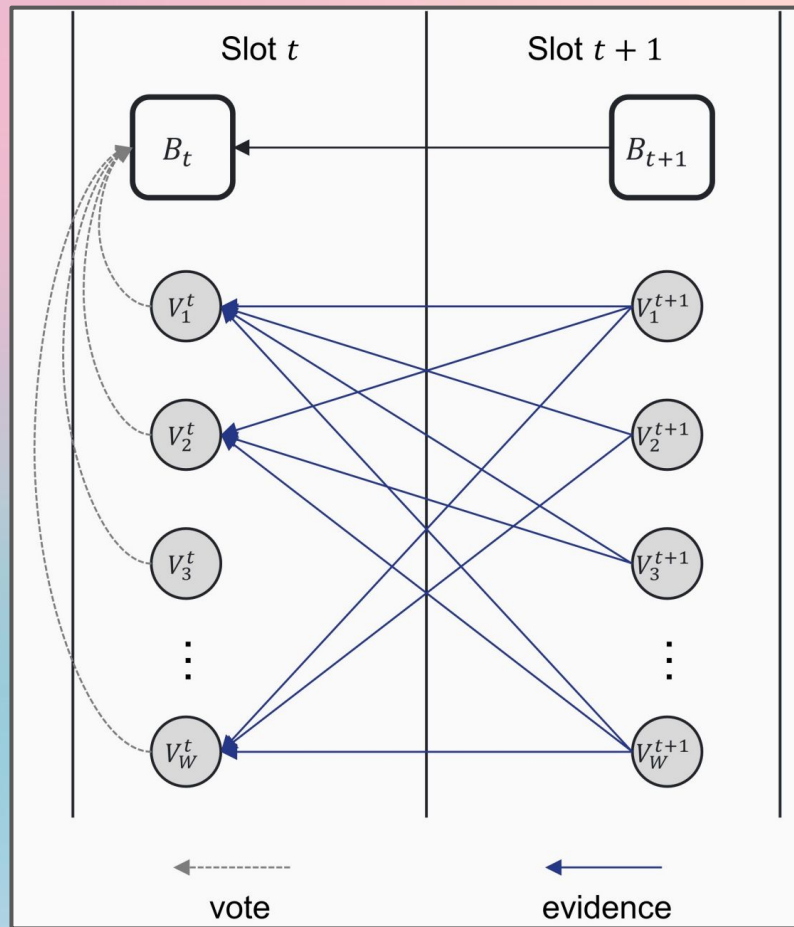 Slot t
Slot t + 1
B_t
B_{t+1}
V_1^t
V_1^{t+1}
V_2^t
V_2^{t+1}
V_3^t
V_3^{t+1}
⋮
⋮
V_W^t
V_W^{t+1}
vote
evidence